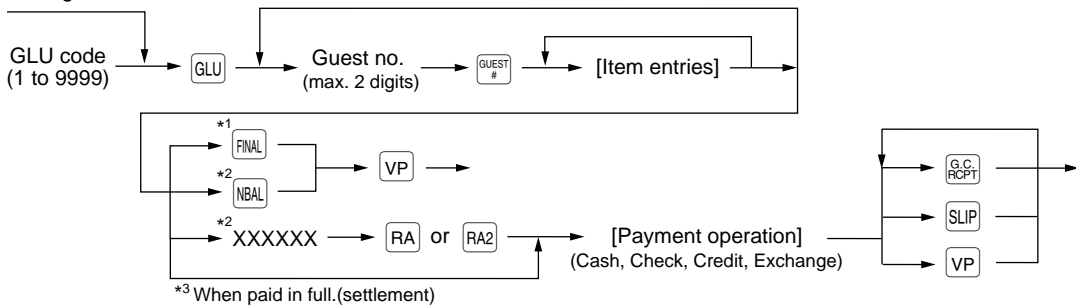 GLU code
(1 to 9999)
GLU
Guest no.
(max. 2 digits)
GUEST
#
[Item entries]
*1
FINAL
*2
NBAL
VP
*2
XXXXXX
RA or RA2
[Payment operation]
(Cash, Check, Credit, Exchange)
G.C.
RCPT
SLIP
VP
*3 When paid in full.(settlement)